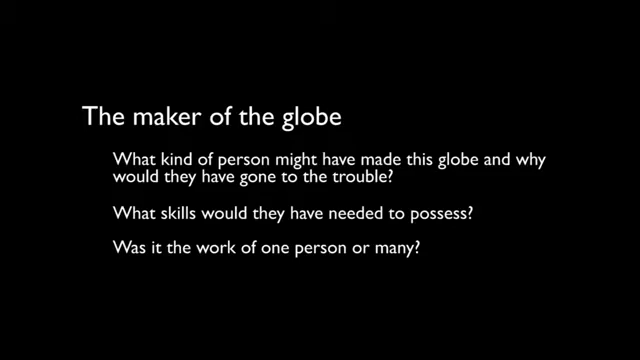 The maker of the globe
What kind of person might have made this globe and why
would they have gone to the trouble?
What skills would they have needed to possess?
Was it the work of one person or many?